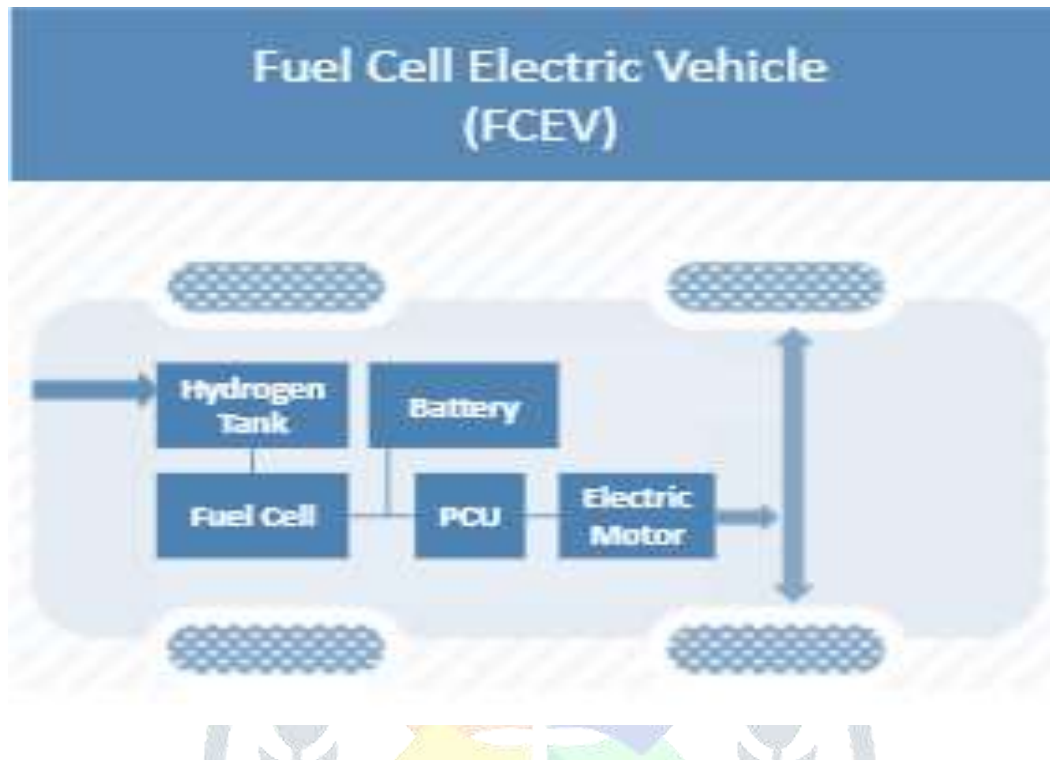 Fuel Cell Electric Vehicle
(FCEV)
Hydrogen
Tank
Battery
Fuel Cell
PCU
Electric
Motor